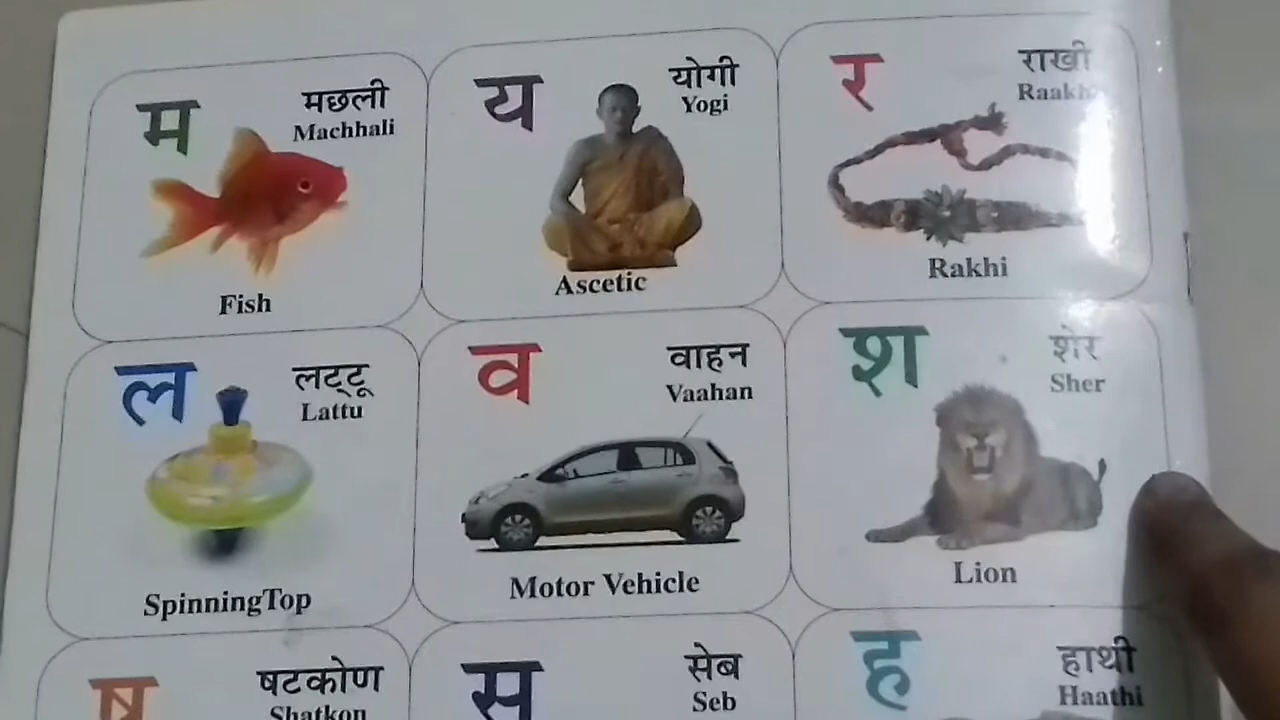 म
मछली
Machhali
Fish
य
योगी
Yogi
Ascetic
र
राखी
Raakhi
Rakhi
ल
लट्टू
Lattu
SpinningTop
व
वाहन
Vaahan
Motor Vehicle
श
शेर
Sher
Lion
ष
षटकोण
Shatkon
स
सेब
Seb
ह
हाथी
Haathi